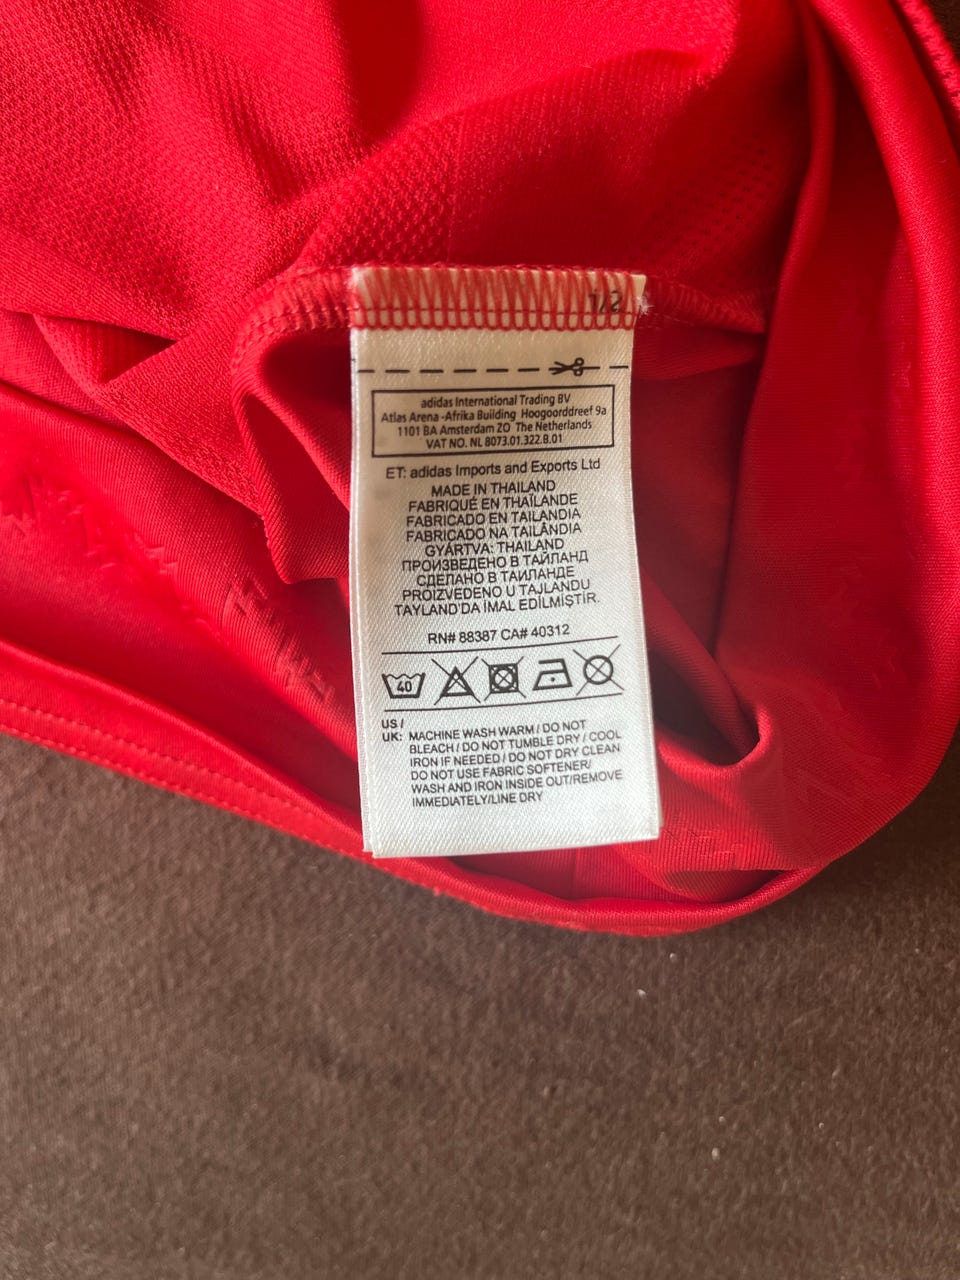 1/2
adidas International Trading BV
Atlas Arena -Afrika Building Hoogoorddreef 9a
1101 BA Amsterdam ZO The Netherlands
VAT NO. NL 8073.01.322.B.01
ET: adidas Imports and Exports Ltd
MADE IN THAILAND
FABRIQUÉ EN THAÏLANDE
FABRICADO EN TAILANDIA
FABRICADO NA TAILÂNDIA
GYÁRTVA: THAILAND
ПРОИЗВЕДЕНО В ТАЙЛАНД
СДЕЛАНО В ТАИЛАНДЕ
PROIZVEDENO U TAJLANDU
TAYLAND'DA İMAL EDİLMİŞTİR.
RN# 88387 CA# 40312
40
US /
UK: MACHINE WASH WARM / DO NOT
BLEACH / DO NOT TUMBLE DRY / COOL
IRON IF NEEDED / DO NOT DRY CLEAN
DO NOT USE FABRIC SOFTENER/
WASH AND IRON INSIDE OUT/REMOVE
IMMEDIATELY/LINE DRY